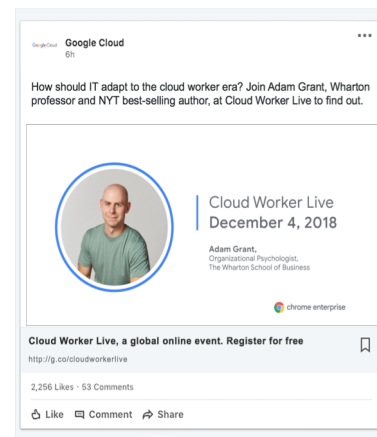 Google Cloud
Google Cloud
6h
How should IT adapt to the cloud worker era? Join Adam Grant, Wharton
professor and NYT best-selling author, at Cloud Worker Live to find out.
Cloud Worker Live
December 4, 2018
Adam Grant,
Organizational Psychologist,
The Wharton School of Business
chrome enterprise
Cloud Worker Live, a global online event. Register for free
http://g.co/cloudworkerlive
2,256 Likes · 53 Comments
Like Comment Share